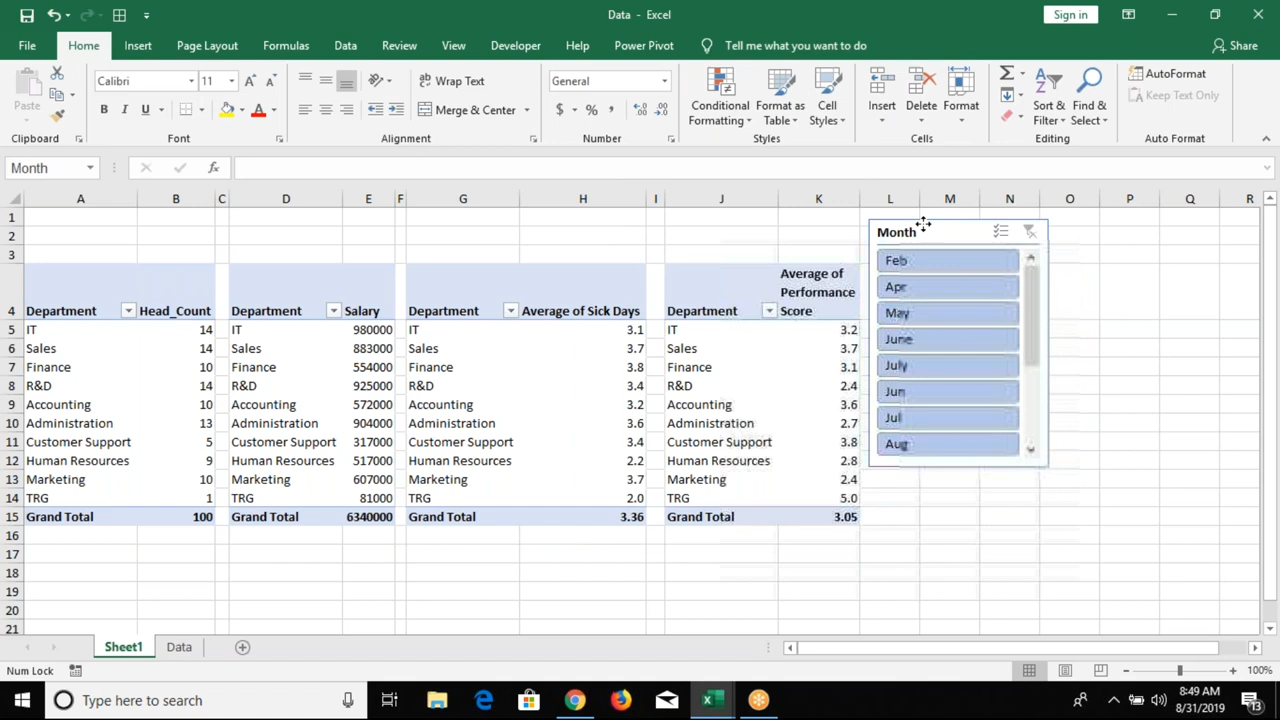 Data - Excel
Sign in
File Home Insert Page Layout Formulas Data Review View Developer Help Power Pivot Tell me what you want to do Share
Paste
Calibri 11
Wrap Text
General
Conditional Formatting
Format as Table
Cell Styles
Insert
Delete
Format
Sort & Filter
Find & Select
AutoFormat
B I U
A
Merge & Center
$ % ,
Keep Text Only
Clipboard Font Alignment Number Styles Cells Editing Auto Format
Month fx
A B C D E F G H I J K L M N O P Q R
1
2
3
Month
Feb
Apr
May
June
July
Jun
Jul
Aug
4 Department Head_Count Department Salary Department Average of Sick Days Department Average of Performance Score
5 IT 14 IT 980000 IT 3.1 IT 3.2
6 Sales 14 Sales 883000 Sales 3.7 Sales 3.7
7 Finance 10 Finance 554000 Finance 3.8 Finance 3.1
8 R&D 14 R&D 925000 R&D 3.4 R&D 2.4
9 Accounting 10 Accounting 572000 Accounting 3.2 Accounting 3.6
10 Administration 13 Administration 904000 Administration 3.6 Administration 2.7
11 Customer Support 5 Customer Support 317000 Customer Support 3.4 Customer Support 3.8
12 Human Resources 9 Human Resources 517000 Human Resources 2.2 Human Resources 2.8
13 Marketing 10 Marketing 607000 Marketing 3.7 Marketing 2.4
14 TRG 1 TRG 81000 TRG 2.0 TRG 5.0
15 Grand Total 100 Grand Total 6340000 Grand Total 3.36 Grand Total 3.05
16
17
18
19
20
21
Sheet1 Data
Num Lock
100%
Type here to search
8:49 AM
8/31/2019
13